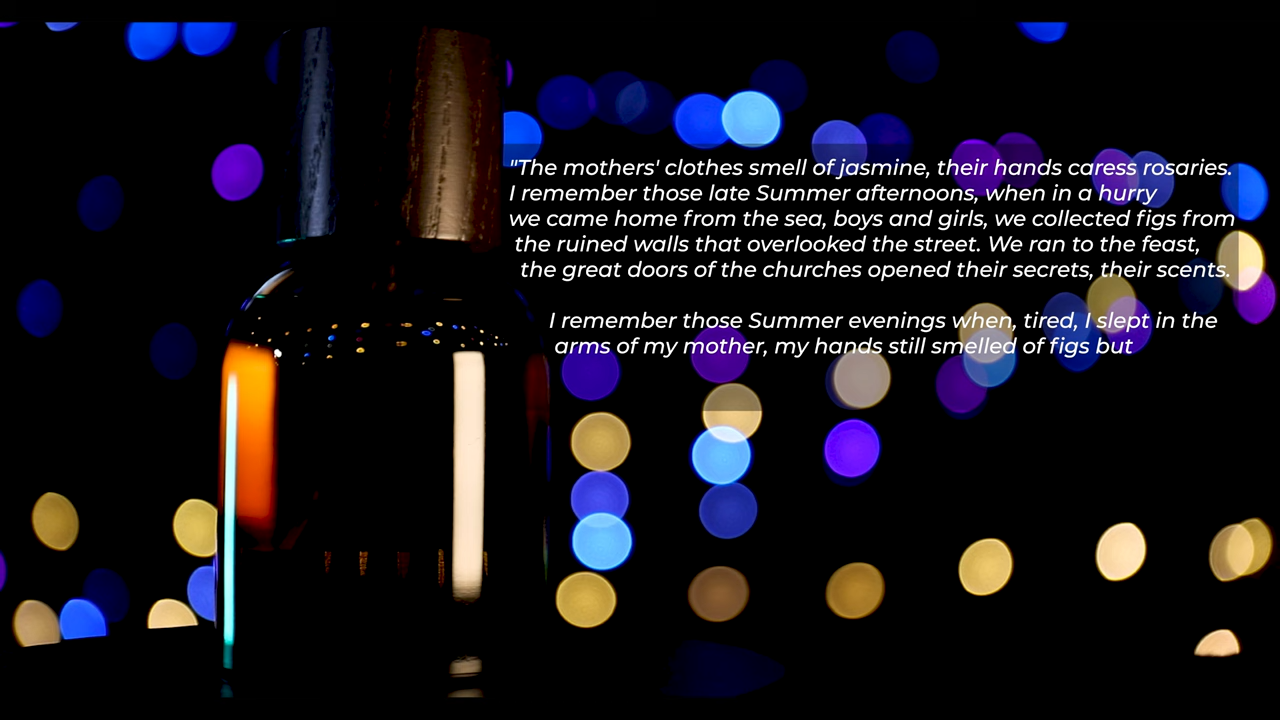 "The mothers' clothes smell of jasmine, their hands caress rosaries.
I remember those late Summer afternoons, when in a hurry
we came home from the sea, boys and girls, we collected figs from
the ruined walls that overlooked the street. We ran to the feast,
the great doors of the churches opened their secrets, their scents.
I remember those Summer evenings when, tired, I slept in the
arms of my mother, my hands still smelled of figs but